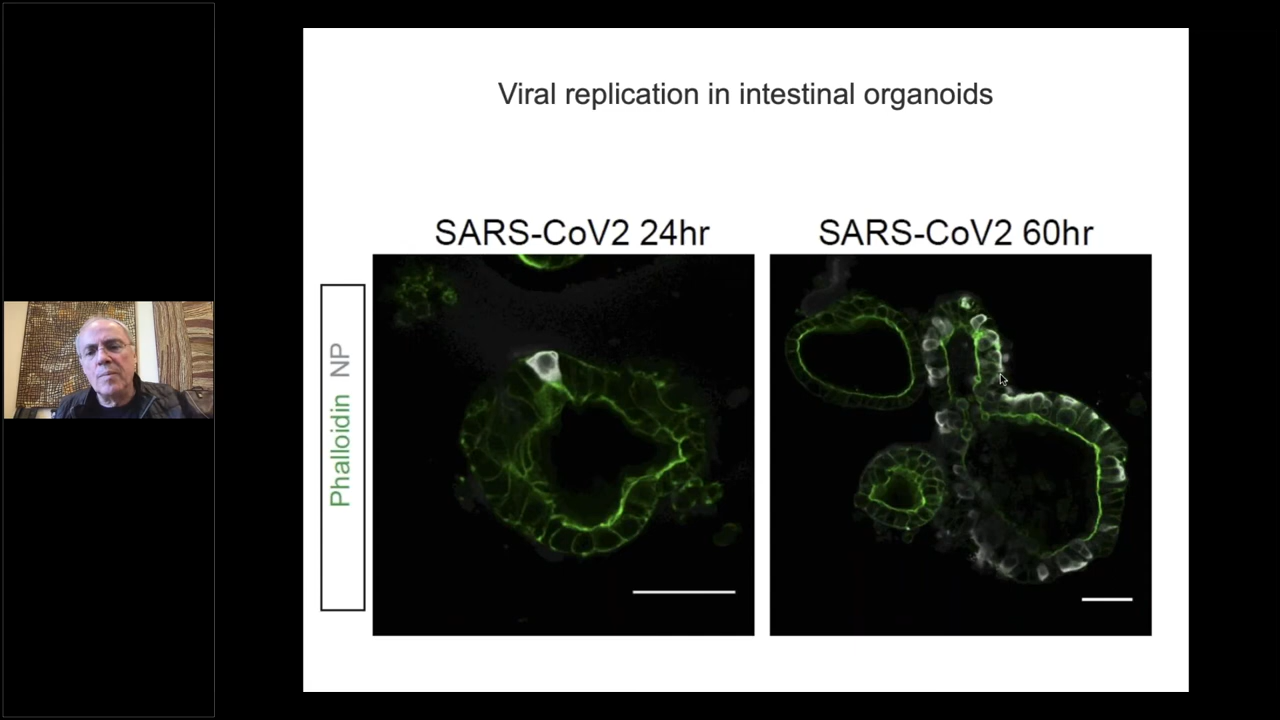 Viral replication in intestinal organoids
SARS-CoV2 24hr
SARS-CoV2 60hr
Phalloidin NP